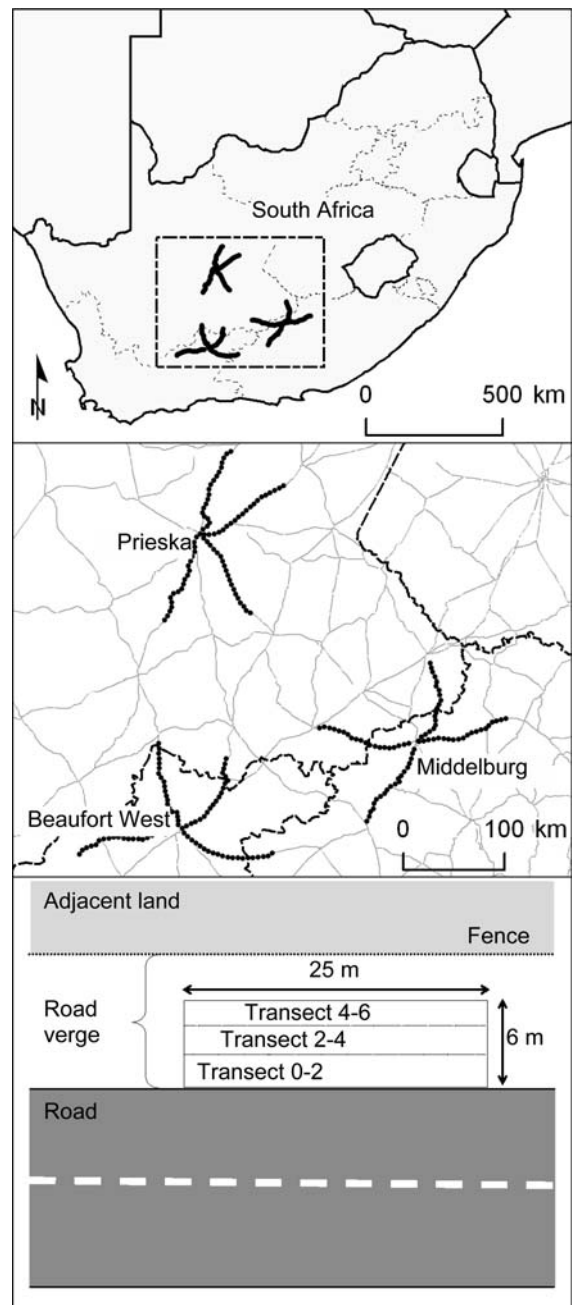 South Africa
N
0 500 km
Prieska
Middelburg
Beaufort West
0 100 km
Adjacent land
Fence
25 m
Road
verge
Transect 4-6
Transect 2-4
6 m
Transect 0-2
Road